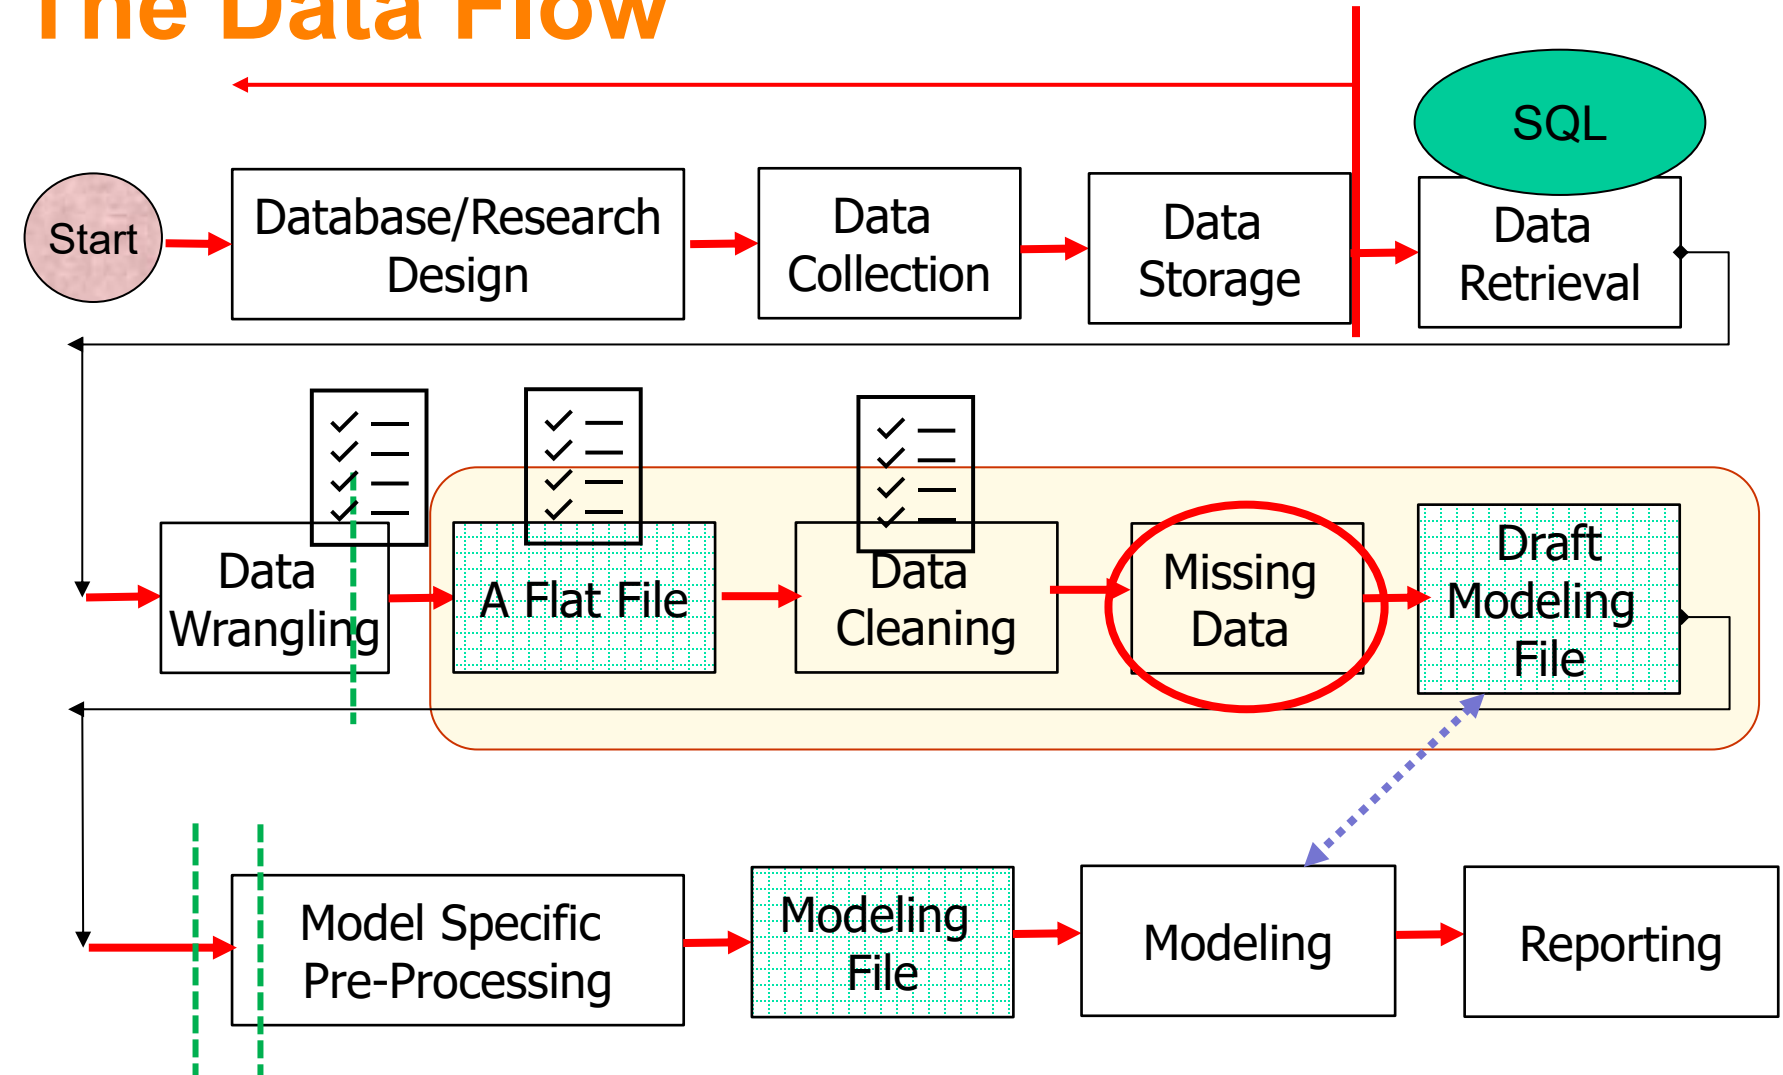 The Data Flow
SQL
Start
Database/Research
Design
Data
Collection
Data
Storage
Data
Retrieval
Data
Wrangling
A Flat File
Data
Cleaning
Missing
Data
Draft
Modeling
File
Model Specific
Pre-Processing
Modeling
File
Modeling
Reporting